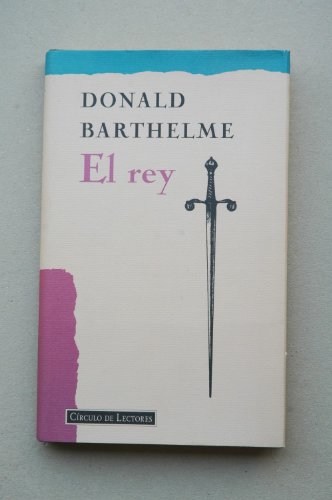 DONALD
BARTHELME
El rey
CÍRCULO DE LECTORES